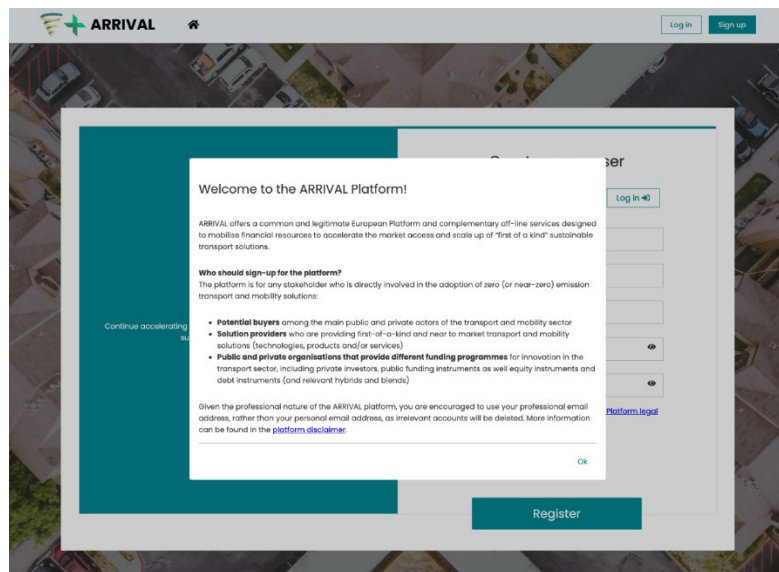 ARRIVAL
Log in
Sign up
ser
Log in
Welcome to the ARRIVAL Platform!
ARRIVAL offers a common and legitimate European Platform and complementary off-line services designed
to mobilise financial resources to accelerate the market access and scale up of "first of a kind" sustainable
transport solutions.
Who should sign-up for the platform?
The platform is for any stakeholder who is directly involved in the adoption of zero (or near-zero) emission
transport and mobility solutions:
• Potential buyers among the main public and private actors of the transport and mobility sector
• Solution providers who are providing first-of-a-kind and near to market transport and mobility
solutions (technologies, products and/or services)
• Public and private organisations that provide different funding programmes for innovation in the
transport sector, including private investors, public funding instruments as well equity instruments and
debt instruments (and relevant hybrids and blends)
Continue accelerating
su
Given the professional nature of the ARRIVAL platform, you are encouraged to use your professional email
address, rather than your personal email address, as irrelevant accounts will be deleted. More information
can be found in the platform disclaimer.
Platform legal
Ok
Register